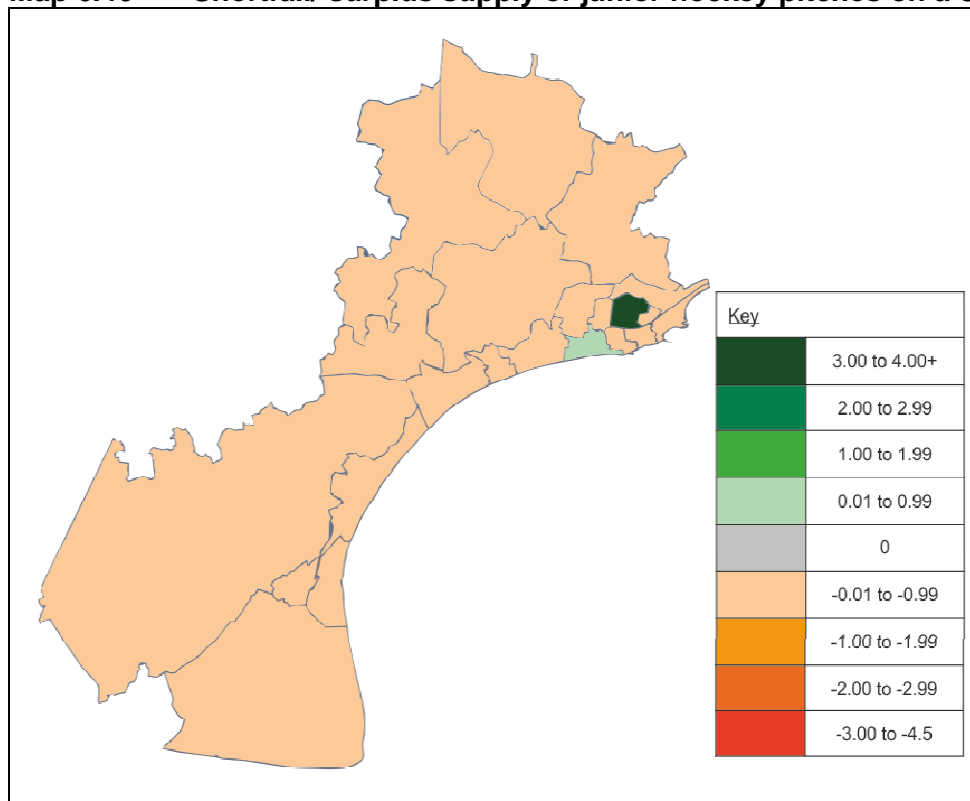 Shortfall/ Surplus supply of junior hockey pitches on a
Key
3.00 to 4.00+
2.00 to 2.99
1.00 to 1.99
0.01 to 0.99
0
-0.01 to -0.99
-1.00 to -1.99
-2.00 to -2.99
-3.00 to -4.5